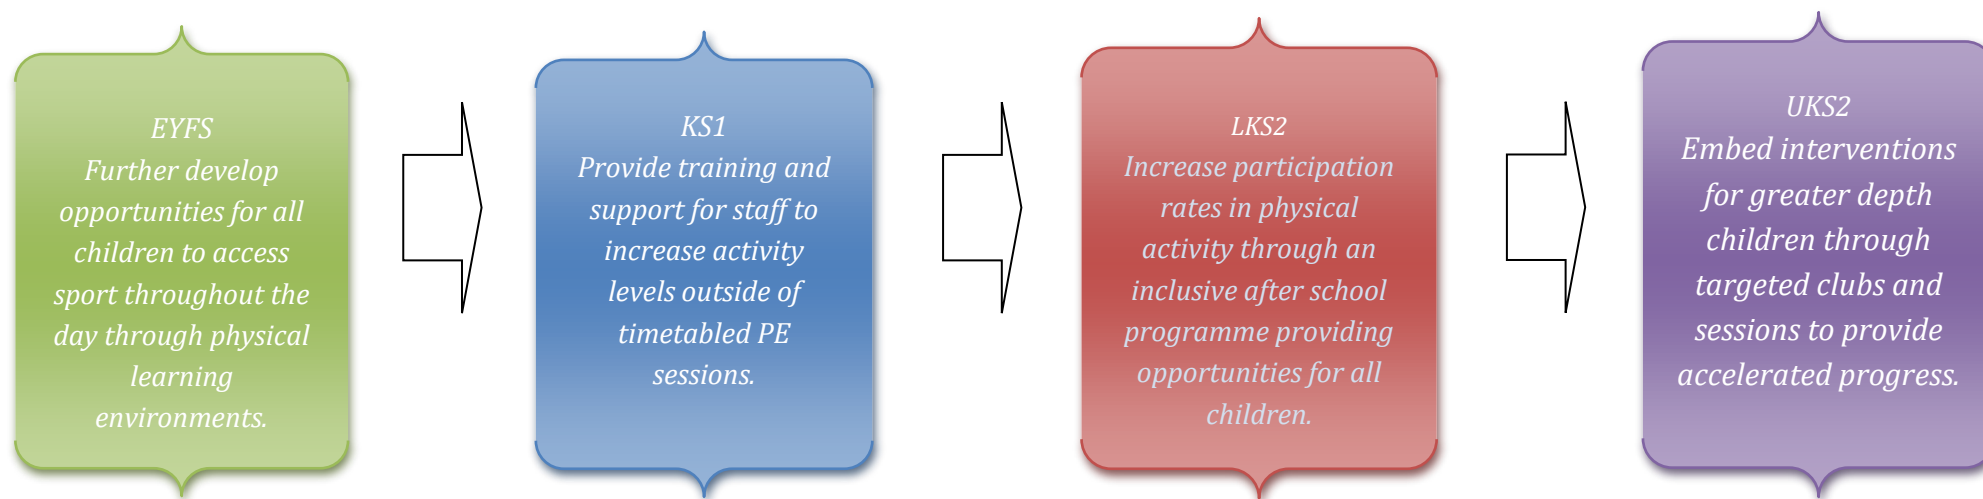 EYFS
Further develop
opportunities for all
children to access
sport throughout the
day through physical
learning
environments.
KS1
Provide training and
support for staff to
increase activity
levels outside of
timetabled PE
sessions.
LKS2
Increase participation
rates in physical
activity through an
inclusive after school
programme providing
opportunities for all
children.
UKS2
Embed interventions
for greater depth
children through
targeted clubs and
sessions to provide
accelerated progress.